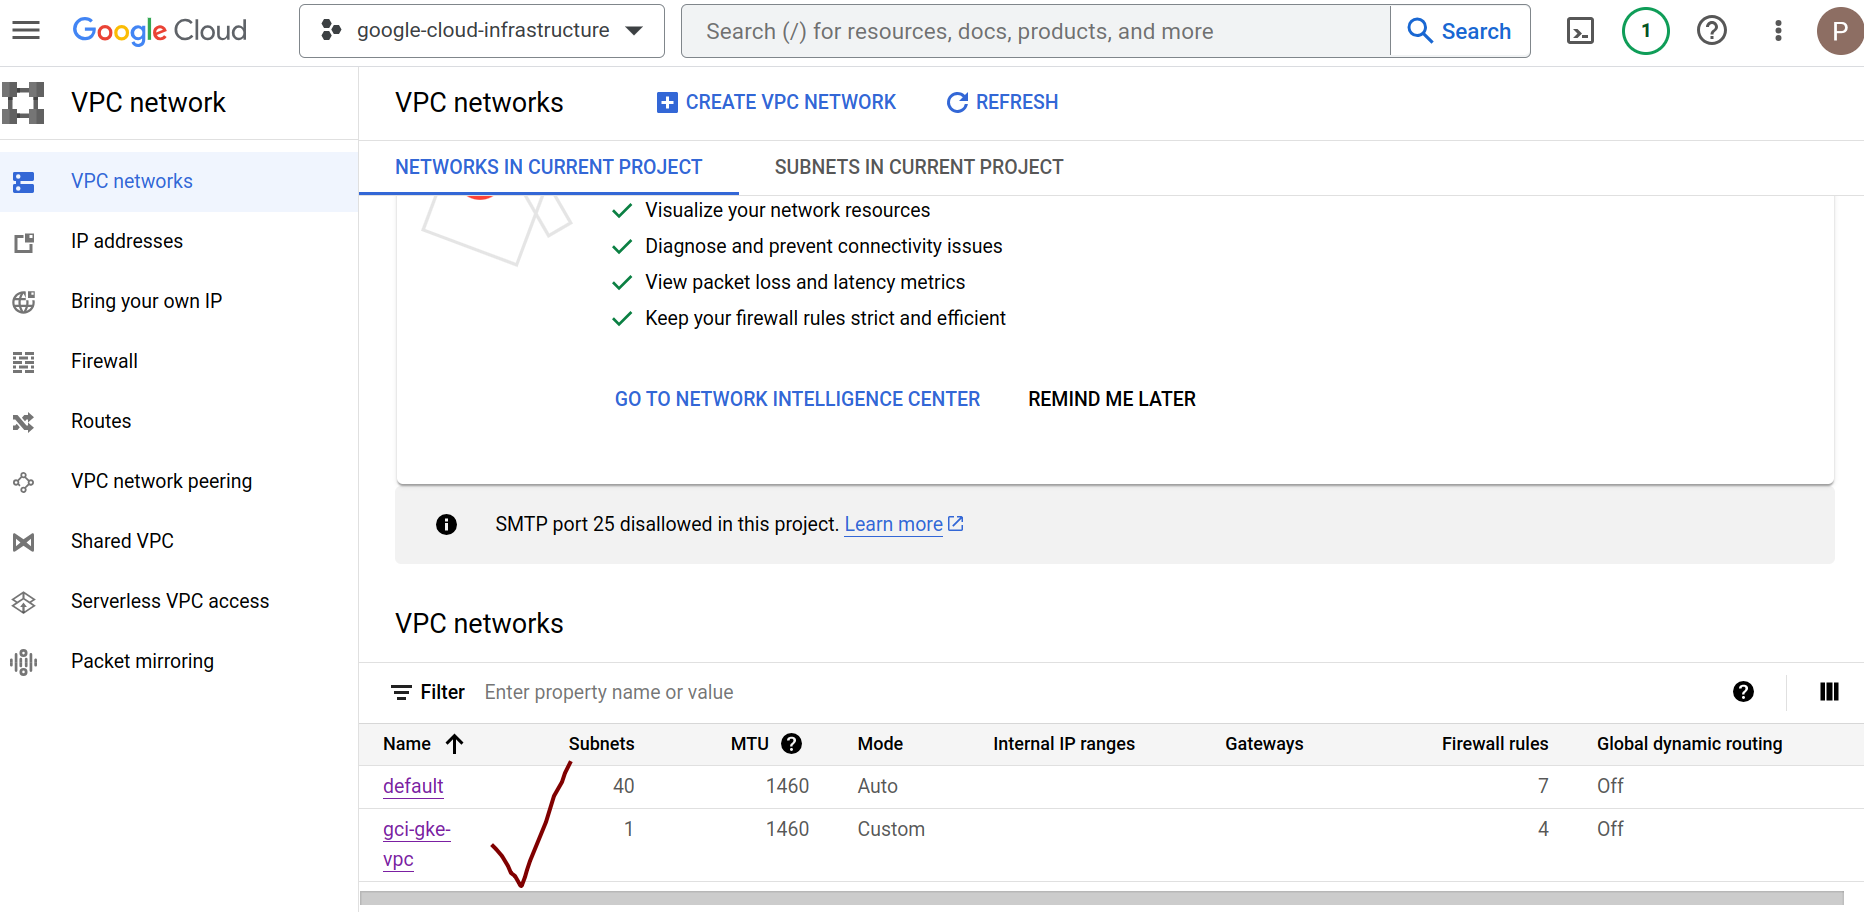 Google Cloud
google-cloud-infrastructure
Search (/) for resources, docs, products, and more
Search
1
P
VPC network
VPC networks
IP addresses
Bring your own IP
Firewall
Routes
VPC network peering
Shared VPC
Serverless VPC access
Packet mirroring
VPC networks
CREATE VPC NETWORK
REFRESH
NETWORKS IN CURRENT PROJECT
SUBNETS IN CURRENT PROJECT
Visualize your network resources
Diagnose and prevent connectivity issues
View packet loss and latency metrics
Keep your firewall rules strict and efficient
GO TO NETWORK INTELLIGENCE CENTER
REMIND ME LATER
SMTP port 25 disallowed in this project. Learn more
VPC networks
Filter Enter property name or value
Name Subnets MTU Mode Internal IP ranges Gateways Firewall rules Global dynamic routing
default 40 1460 Auto 7 Off
gci-gke- 1 1460 Custom 4 Off
vpc